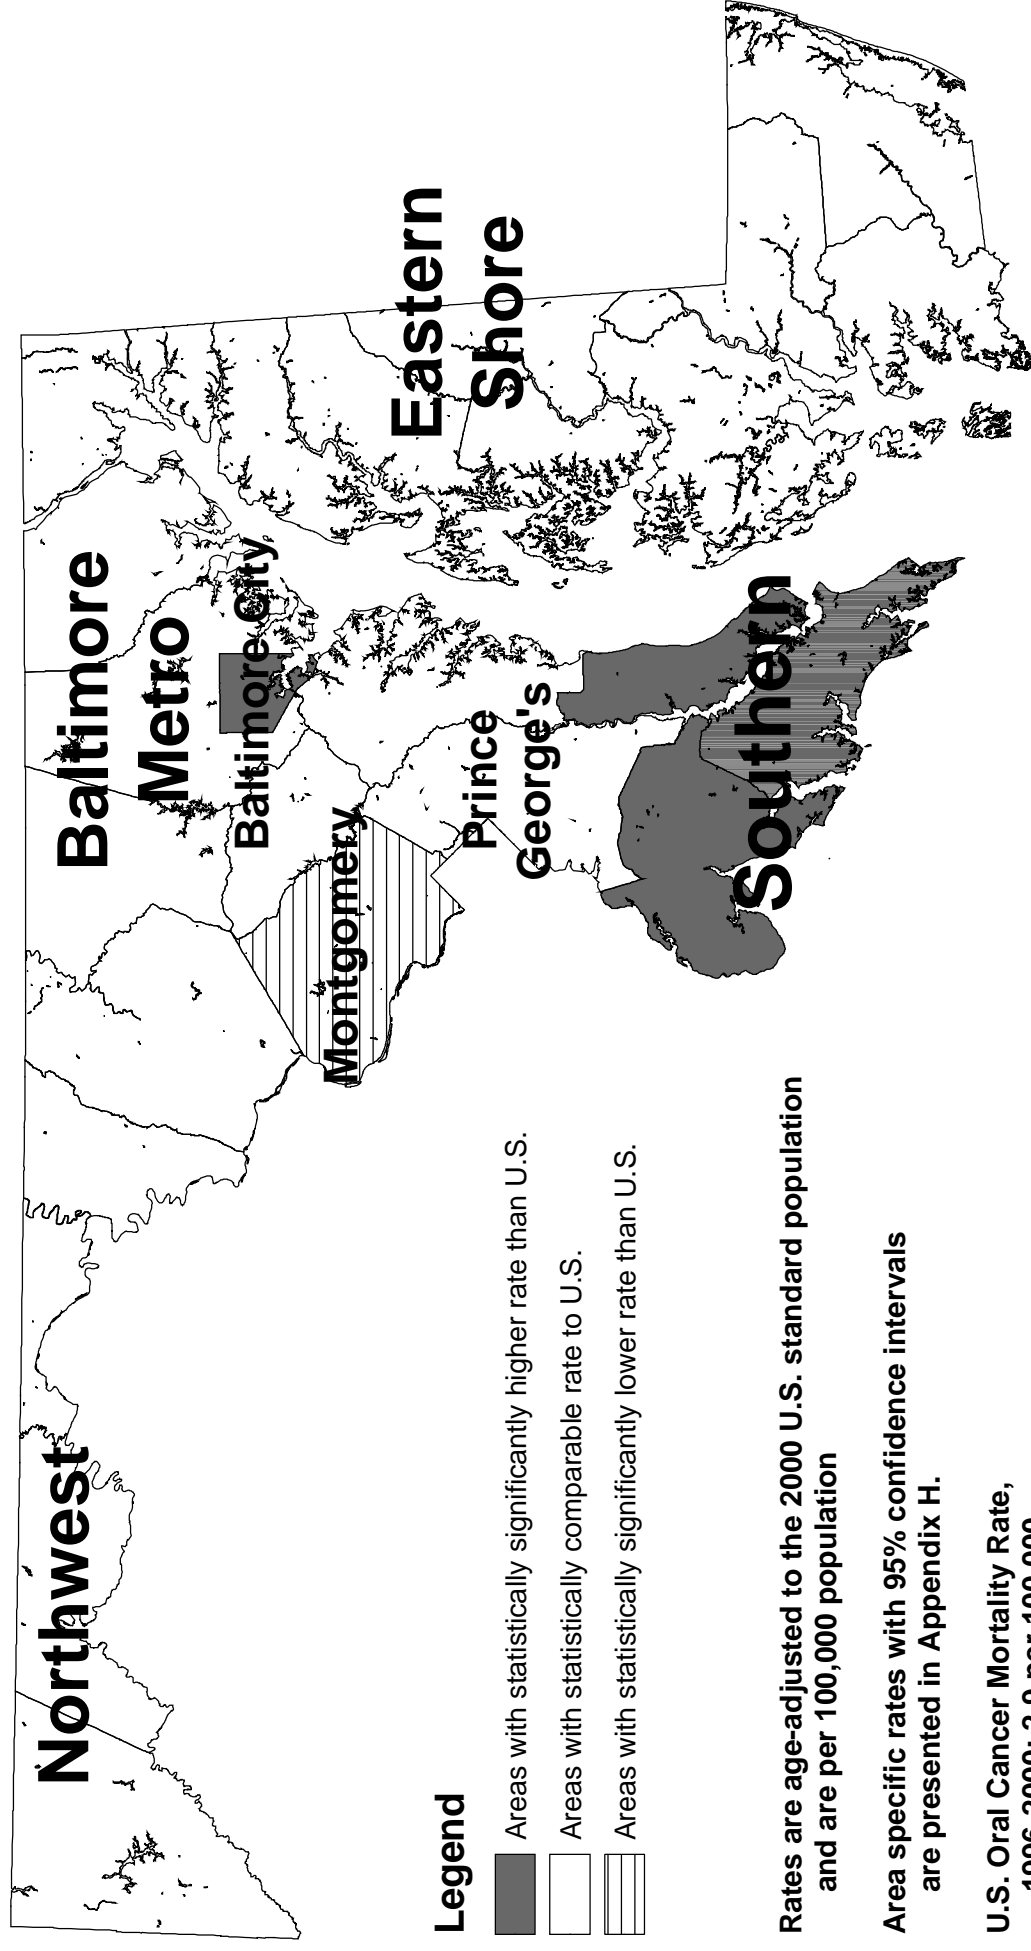 Northwest
Baltimore
Metro
Baltimore City
Montgomery
Prince
George's
Eastern
Shore
Southern
Legend
Areas with statistically significantly higher rate than U.S.
Areas with statistically comparable rate to U.S.
Areas with statistically significantly lower rate than U.S.
Rates are age-adjusted to the 2000 U.S. standard population
and are per 100,000 population
Area specific rates with 95% confidence intervals
are presented in Appendix H.
U.S. Oral Cancer Mortality Rate,
per 100,000